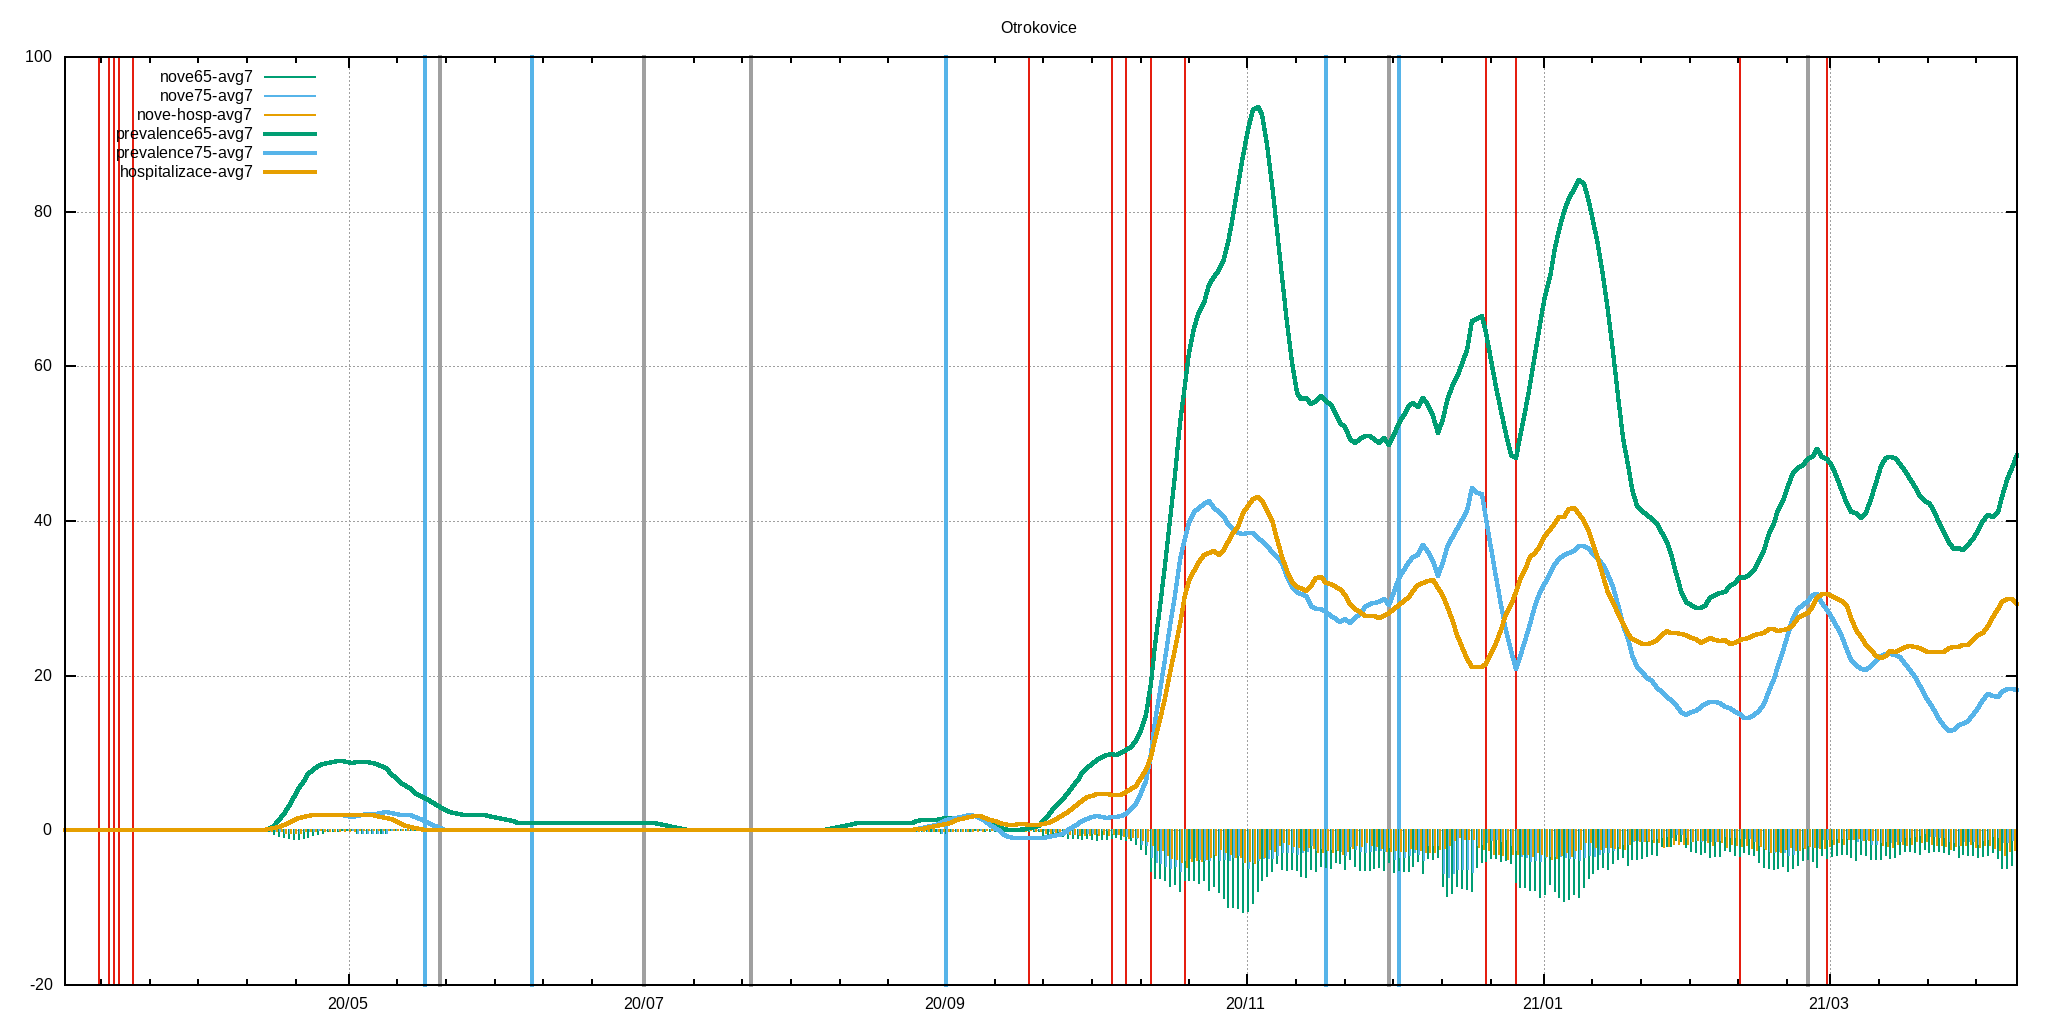 Otrokovice
100
80
60
40
20
0
-20
nove65-avg7
nove75-avg7
nove-hosp-avg7
prevalence65-avg7
prevalence75-avg7
hospitalizace-avg7
20/05 20/07 20/09 20/11 21/01 21/03